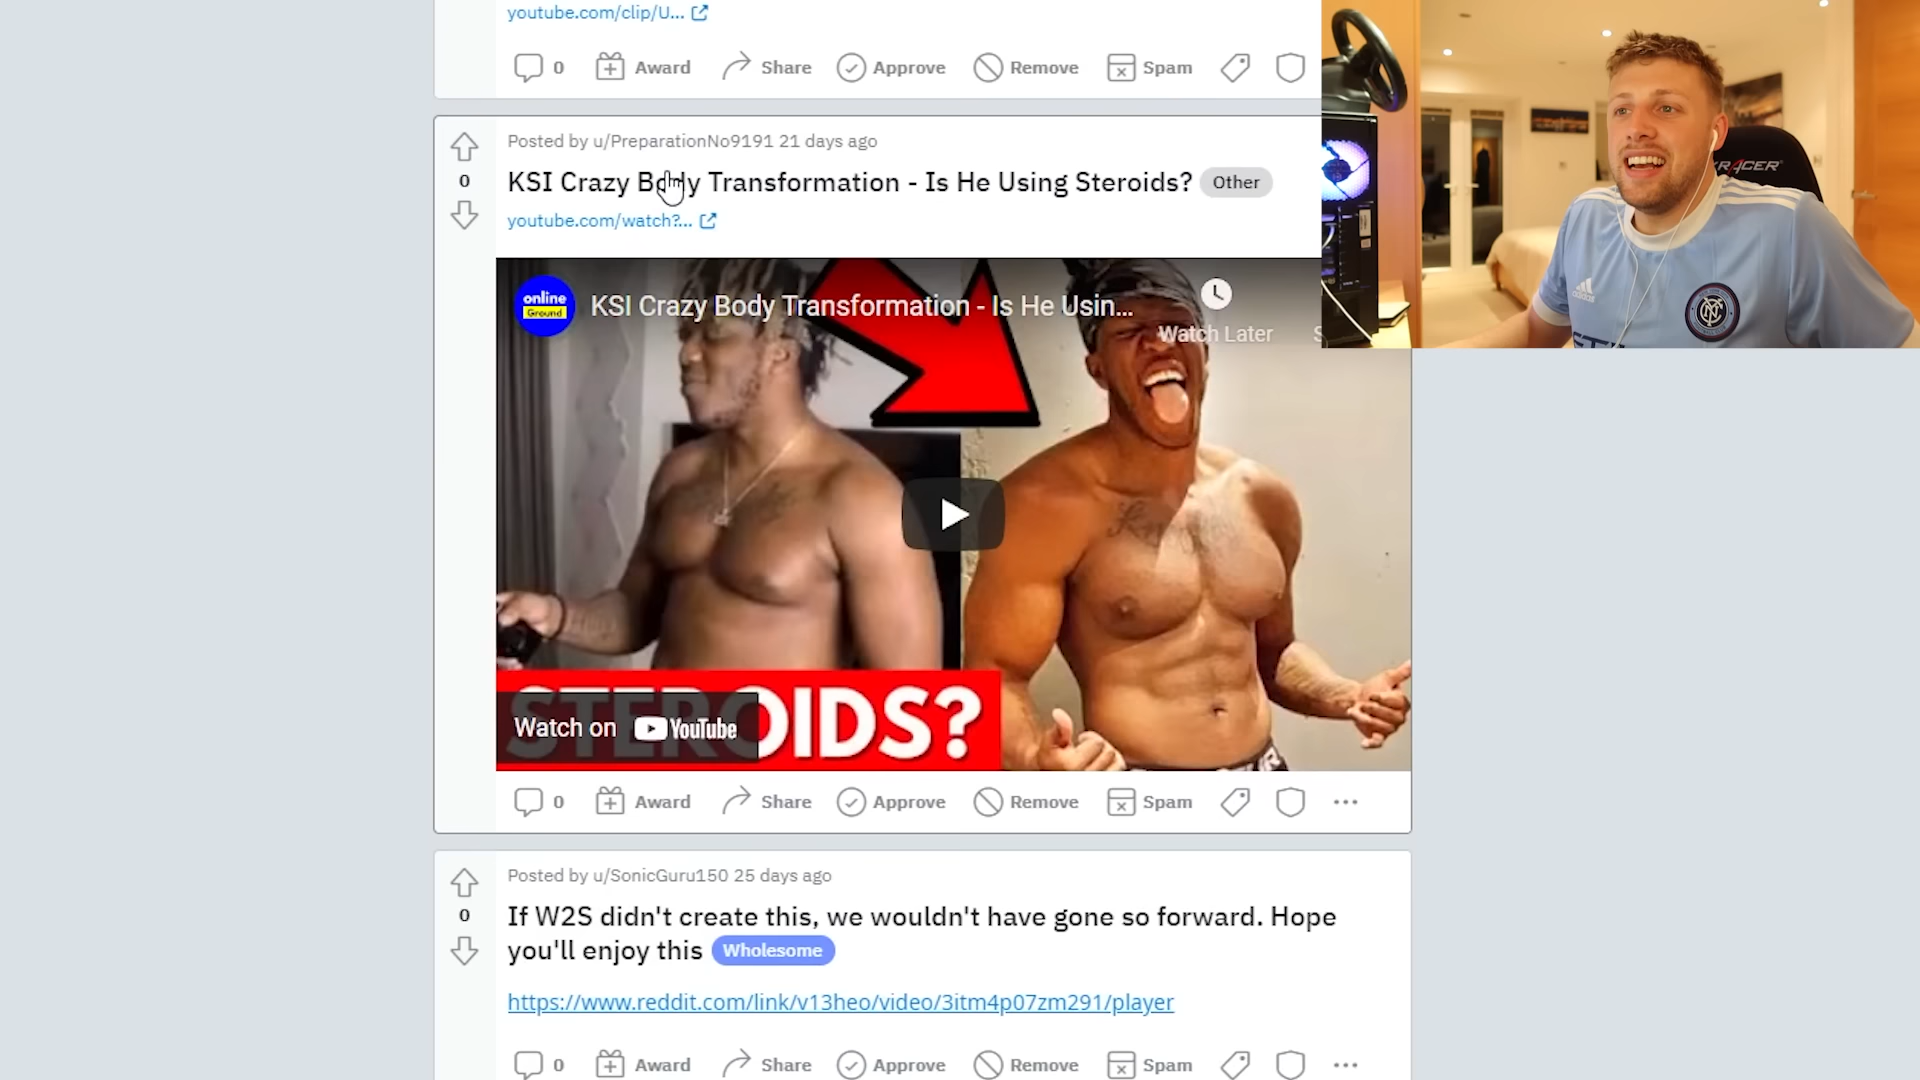 youtube.com/clip/U...
0 Award Share Approve Remove Spam
Posted by u/PreparationNo9191 21 days ago
0
KSI Crazy Body Transformation - Is He Using Steroids? Other
youtube.com/watch?...
online
Ground
KSI Crazy Body Transformation - Is He Usin...
Watch Later
S
STEROIDS?
Watch on YouTube
0 Award Share Approve Remove Spam
Posted by u/SonicGuru150 25 days ago
0
If W2S didn't create this, we wouldn't have gone so forward. Hope
you'll enjoy this Wholesome
https://www.reddit.com/link/v13heo/video/3itm4p07zm291/player
0 Award Share Approve Remove Spam
adidas